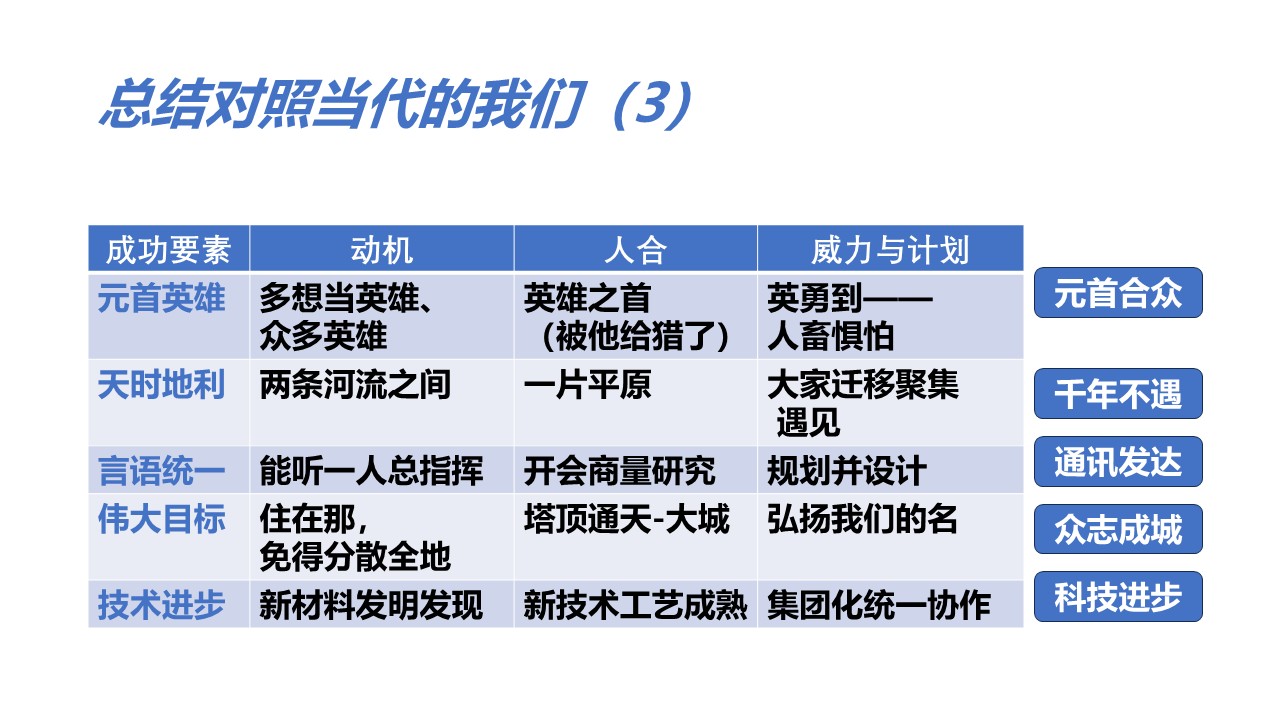 总结对照当代的我们（3）
成功要素 动机 人合 威力与计划
元首英雄 多想当英雄、 英雄之首 英勇到——
众多英雄 （被他给猎了） 人畜惧怕
元首合众
天时地利 两条河流之间 一片平原 大家迁移聚集
遇见
千年不遇
言语统一 能听一人总指挥 开会商量研究 规划并设计
通讯发达
伟大目标 住在那， 塔顶通天-大城 弘扬我们的名
免得分散全地
众志成城
技术进步 新材料发明发现 新技术工艺成熟 集团化统一协作
科技进步